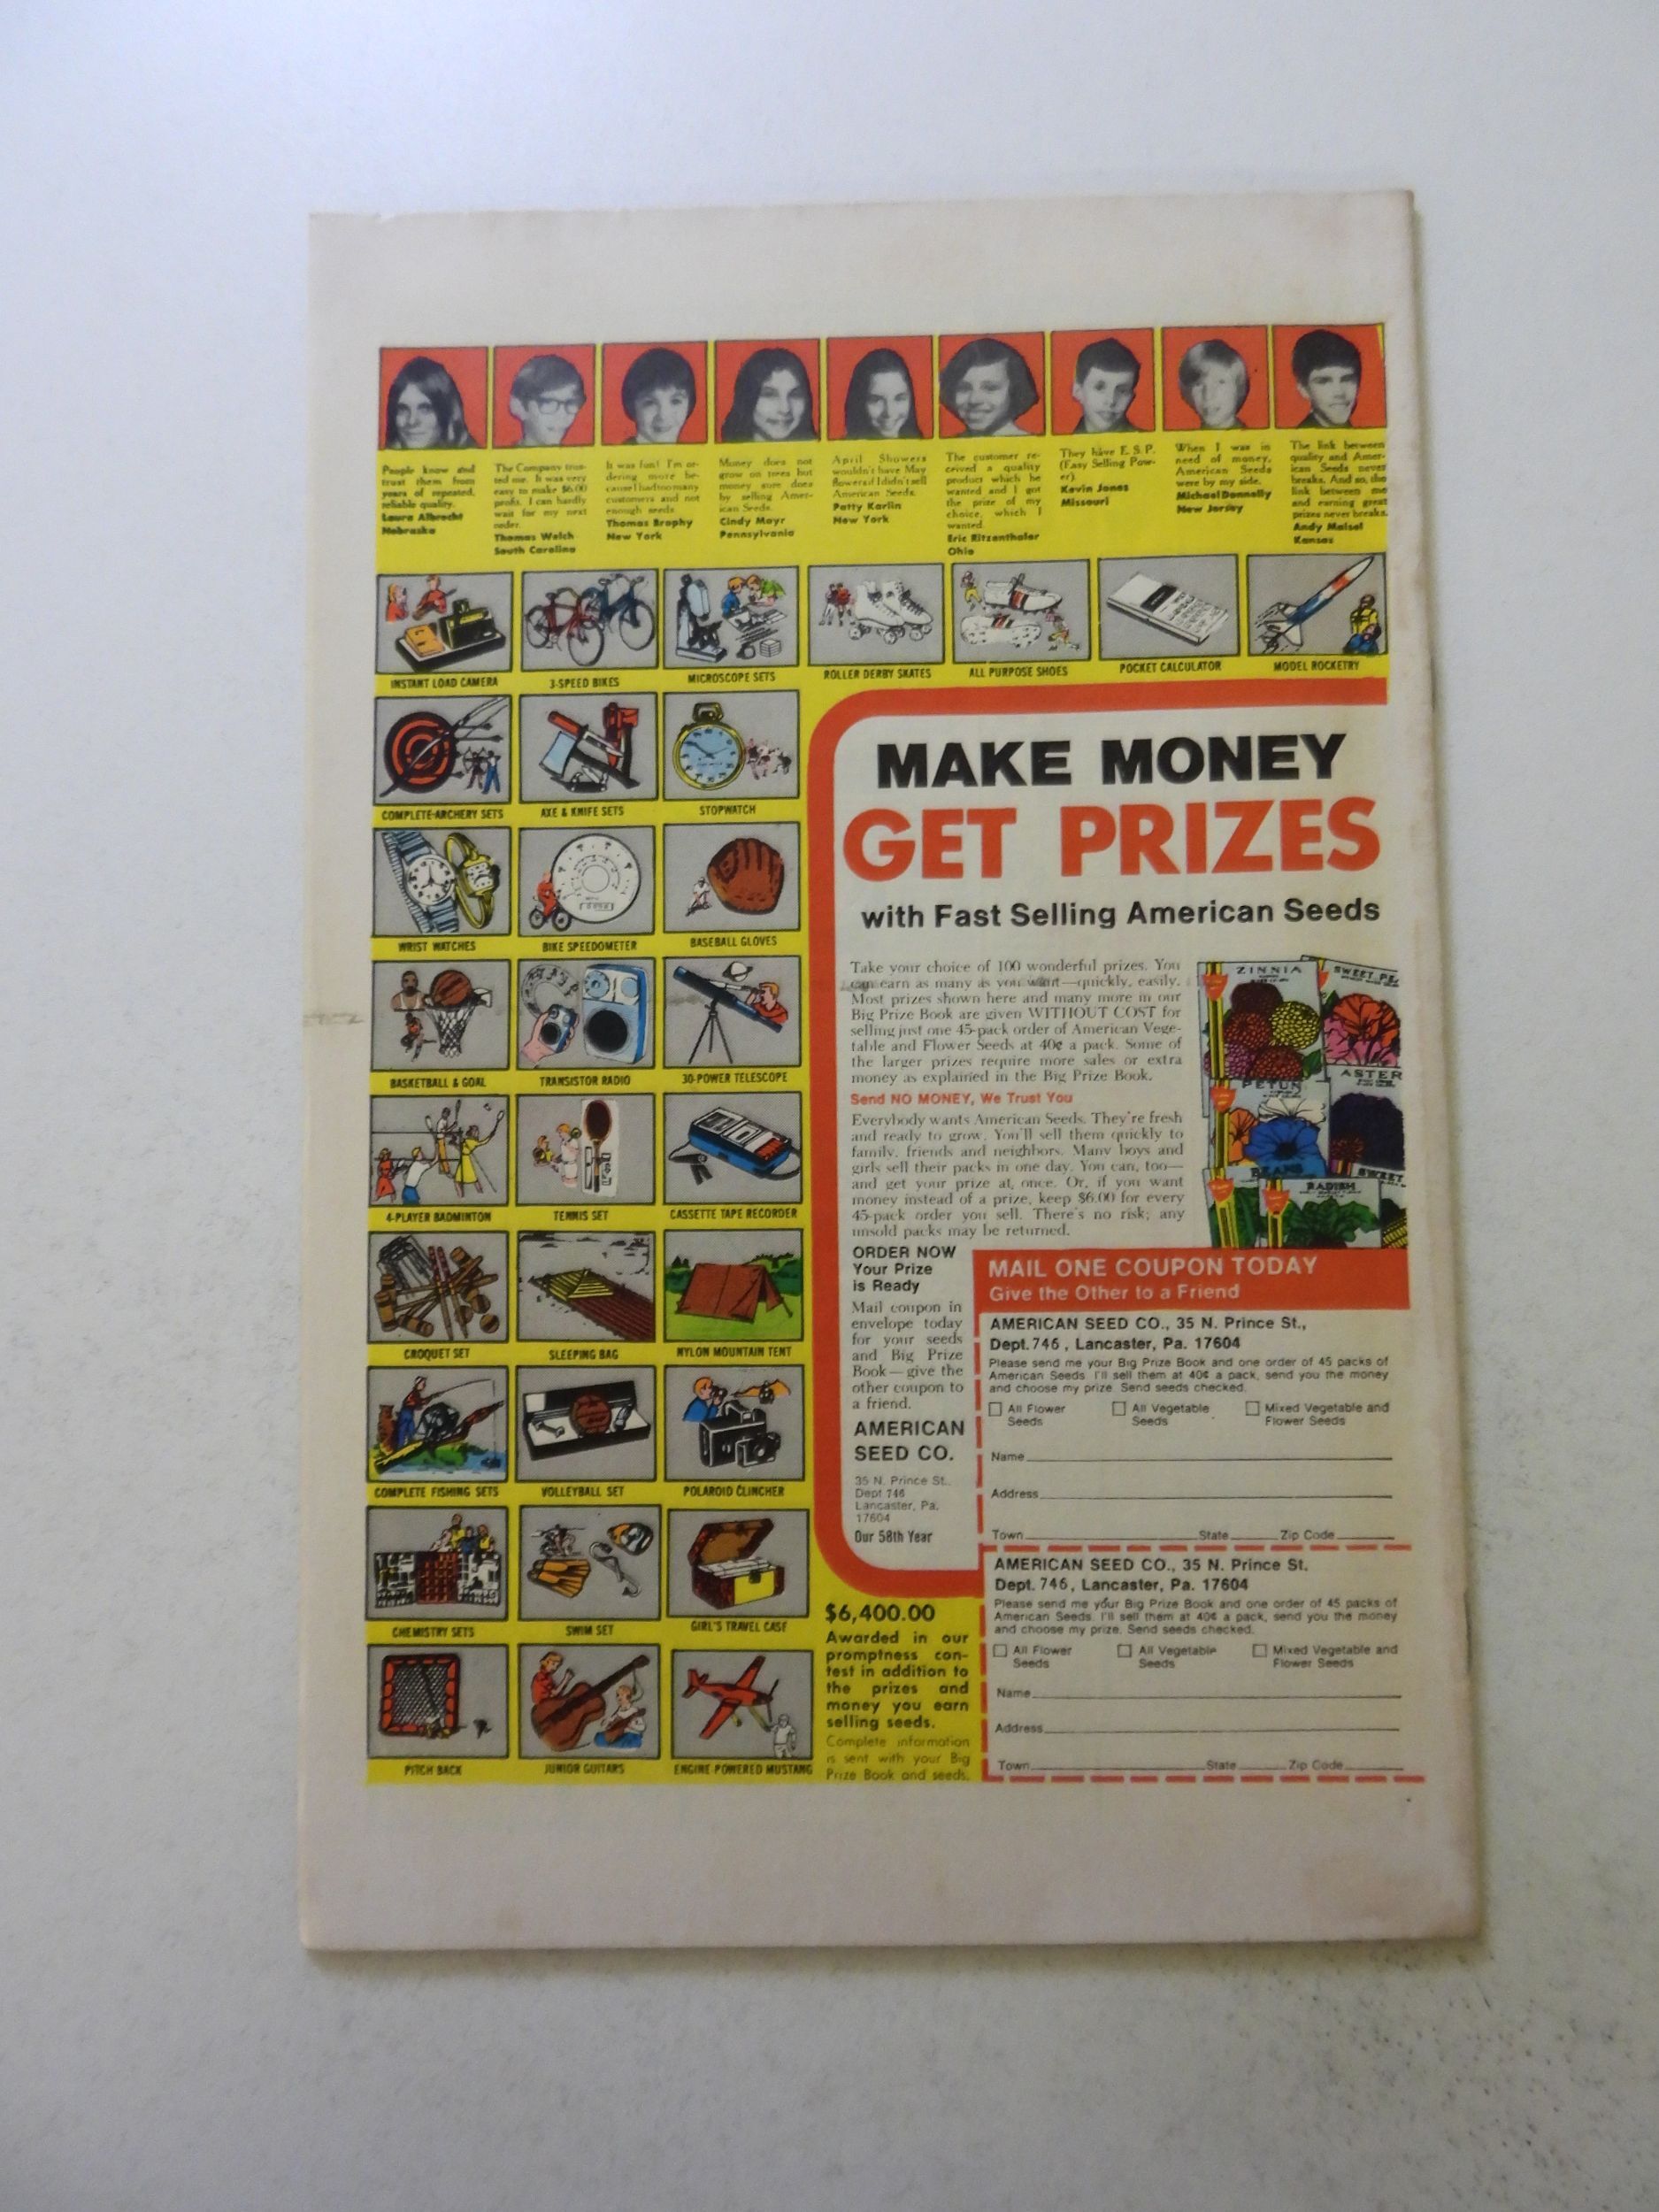 People know and
trust them from
years of repeated,
reliable quality.
Laura Albrecht
Nebraska
The Company trus-
ted me. It was very
easy to make $6.00
profit. I can hardly
wait for my next
order.
Thomas Welch
South Carolina
It was fun! I'm or-
dering more be-
cause I had too many
customers and not
enough seeds.
Thomas Brophy
New York
Money does not
grow on trees but
money sure does
by selling Amer-
ican Seeds.
Cindy Mayr
Pennsylvania
April Showers
wouldn't have May
flowers if I didn't sell
American Seeds.
Patty Karlin
New York
The customer re-
ceived a quality
product which he
wanted and I got
the prize of my
choice, which I
wanted.
Eric Ritzenthaler
Ohio
They have E. S. P.
(Easy Selling Pow-
er)
Kevin Jones
Missouri
When I was in
need of money,
American Seeds
were by my side.
Michael Donnelly
New Jersey
The link between
quality and Amer-
ican Seeds never
breaks. And so, the
link between me
and earning great
prizes never breaks.
Andy Maisel
Kansas
INSTANT LOAD CAMERA
3-SPEED BIKES
MICROSCOPE SETS
ROLLER DERBY SKATES
ALL PURPOSE SHOES
POCKET CALCULATOR
MODEL ROCKETRY
COMPLETE-ARCHERY SETS
AXE & KNIFE SETS
STOPWATCH
WRIST WATCHES
BIKE SPEEDOMETER
BASEBALL GLOVES
BASKETBALL & GOAL
TRANSISTOR RADIO
30-POWER TELESCOPE
4-PLAYER BADMINTON
TENNIS SET
CASSETTE TAPE RECORDER
CROQUET SET
SLEEPING BAG
NYLON MOUNTAIN TENT
COMPLETE FISHING SETS
VOLLEYBALL SET
POLAROID CLINCHER
CHEMISTRY SETS
SWIM SET
GIRL'S TRAVEL CASE
PITCH BACK
JUNIOR GUITARS
ENGINE POWERED MUSTANG
MAKE MONEY
GET PRIZES
with Fast Selling American Seeds
Take your choice of 100 wonderful prizes. You
can earn as many as you want—quickly, easily.
Most prizes shown here and many more in our
Big Prize Book are given WITHOUT COST for
selling just one 45-pack order of American Vege-
table and Flower Seeds at 40¢ a pack. Some of
the larger prizes require more sales or extra
money as explained in the Big Prize Book.
Send NO MONEY, We Trust You
Everybody wants American Seeds. They're fresh
and ready to grow. You'll sell them quickly to
family, friends and neighbors. Many boys and
girls sell their packs in one day. You can, too—
and get your prize at once. Or, if you want
money instead of a prize, keep $6.00 for every
45-pack order you sell. There's no risk; any
unsold packs may be returned.
ZINNIA
SWEET PE
ASTER
PETUN
BEANS
SWEET
RADISH
ORDER NOW
Your Prize
is Ready
Mail coupon in
envelope today
for your seeds
and Big Prize
Book — give the
other coupon to
a friend.
AMERICAN
SEED CO.
35 N. Prince St.,
Dept 746
Lancaster, Pa.
17604
Our 58th Year
MAIL ONE COUPON TODAY
Give the Other to a Friend
AMERICAN SEED CO., 35 N. Prince St.,
Dept. 746, Lancaster, Pa. 17604
Please send me your Big Prize Book and one order of 45 packs of
American Seeds. I'll sell them at 40¢ a pack, send you the money
and choose my prize. Send seeds checked.
All Flower Seeds
All Vegetable Seeds
Mixed Vegetable and Flower Seeds
Name
Address
Town State Zip Code
AMERICAN SEED CO., 35 N. Prince St.
Dept. 746, Lancaster, Pa. 17604
Please send me your Big Prize Book and one order of 45 packs of
American Seeds. I'll sell them at 40¢ a pack, send you the money
and choose my prize. Send seeds checked.
All Flower Seeds
All Vegetable Seeds
Mixed Vegetable and Flower Seeds
Name
Address
Town State Zip Code
$6,400.00
Awarded in our
promptness con-
test in addition to
the prizes and
money you earn
selling seeds.
Complete information
is sent with your Big
Prize Book and seeds.